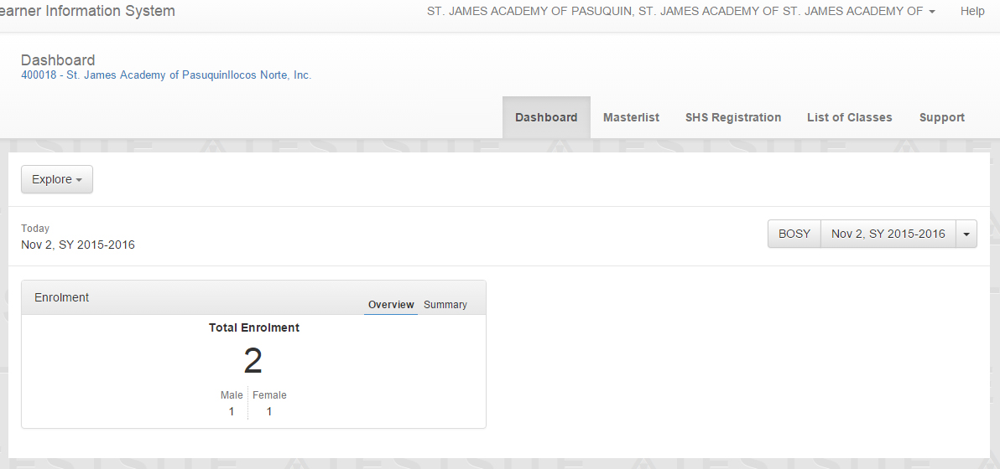 earner Information System
ST. JAMES ACADEMY OF PASUQUIN, ST. JAMES ACADEMY OF ST. JAMES ACADEMY OF
Help
Dashboard
400018 - St. James Academy of PasuquinIlocos Norte, Inc.
Dashboard
Masterlist
SHS Registration
List of Classes
Support
Explore
Today
Nov 2, SY 2015-2016
BOSY
Nov 2, SY 2015-2016
Enrolment
Overview
Summary
Total Enrolment
2
Male
Female
1
1